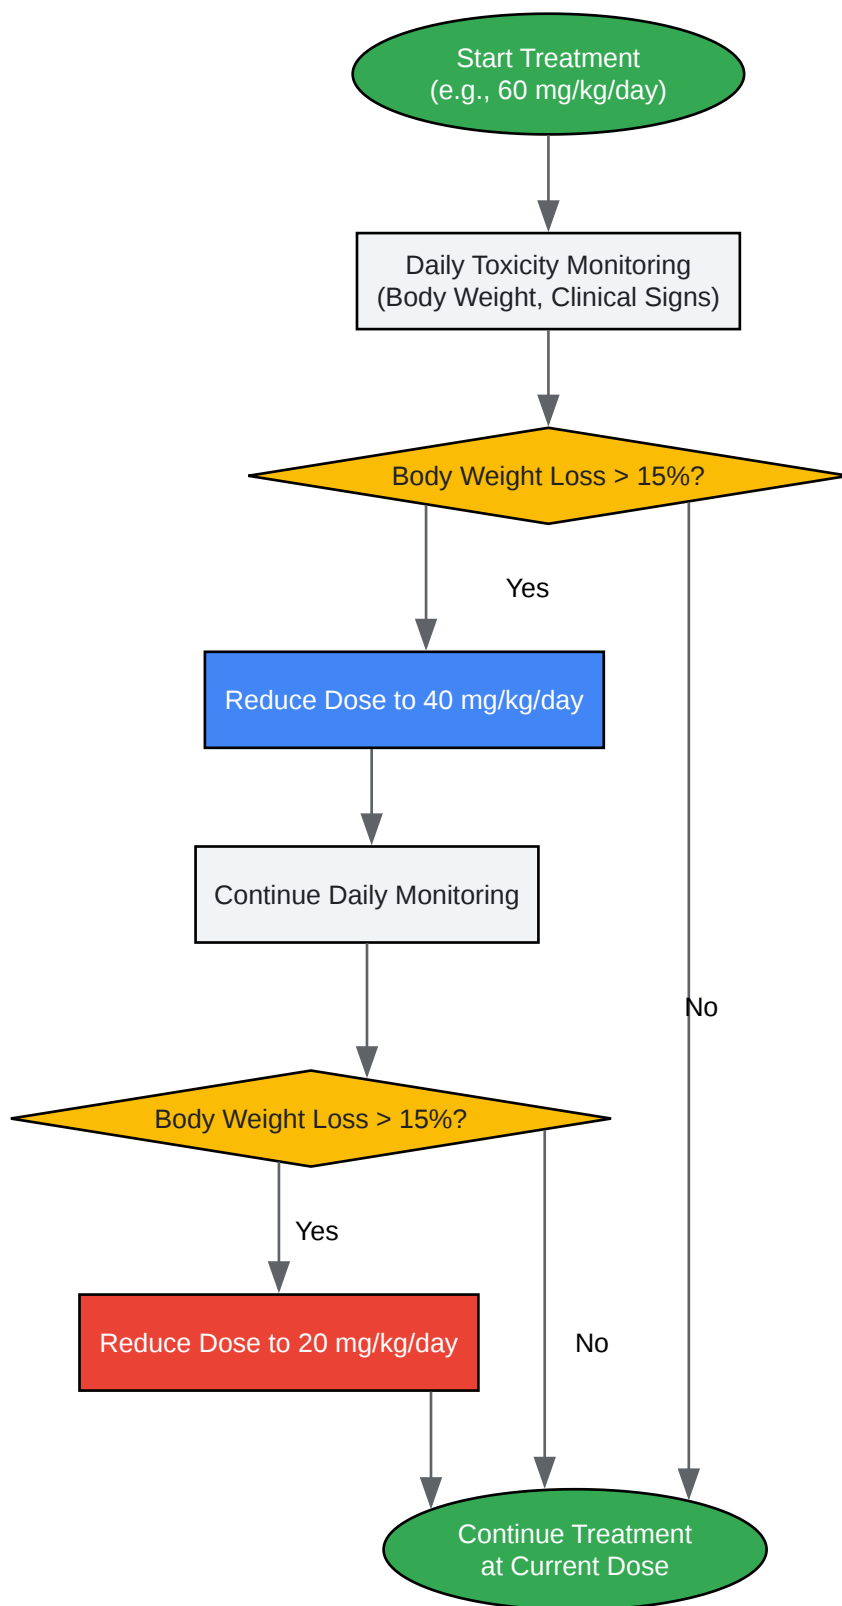 Start Treatment
(e.g., 60 mg/kg/day)
Daily Toxicity Monitoring
(Body Weight, Clinical Signs)
Body Weight Loss > 15%?
Yes
Reduce Dose to 40 mg/kg/day
Continue Daily Monitoring
No
Body Weight Loss > 15%?
Yes
Reduce Dose to 20 mg/kg/day
No
Continue Treatment
at Current Dose